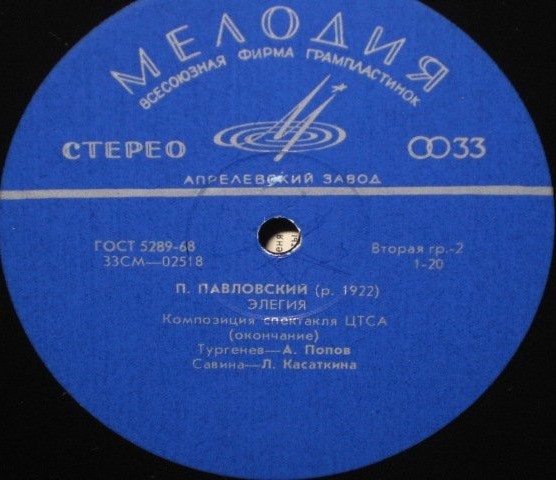 МЕЛОДИЯ
ВСЕСОЮЗНАЯ ФИРМА ГРАМПЛАСТИНОК
СТЕРЕО
33
АПРЕЛЕВСКИЙ ЗАВОД
ГОСТ 5289-68
Вторая гр.-2
33СМ—02518
1-20
П. ПАВЛОВСКИЙ (р. 1922)
ЭЛЕГИЯ
Композиция спектакля ЦТСА
(окончание)
Тургенев—А. Попов
Савина—Л. Касаткина